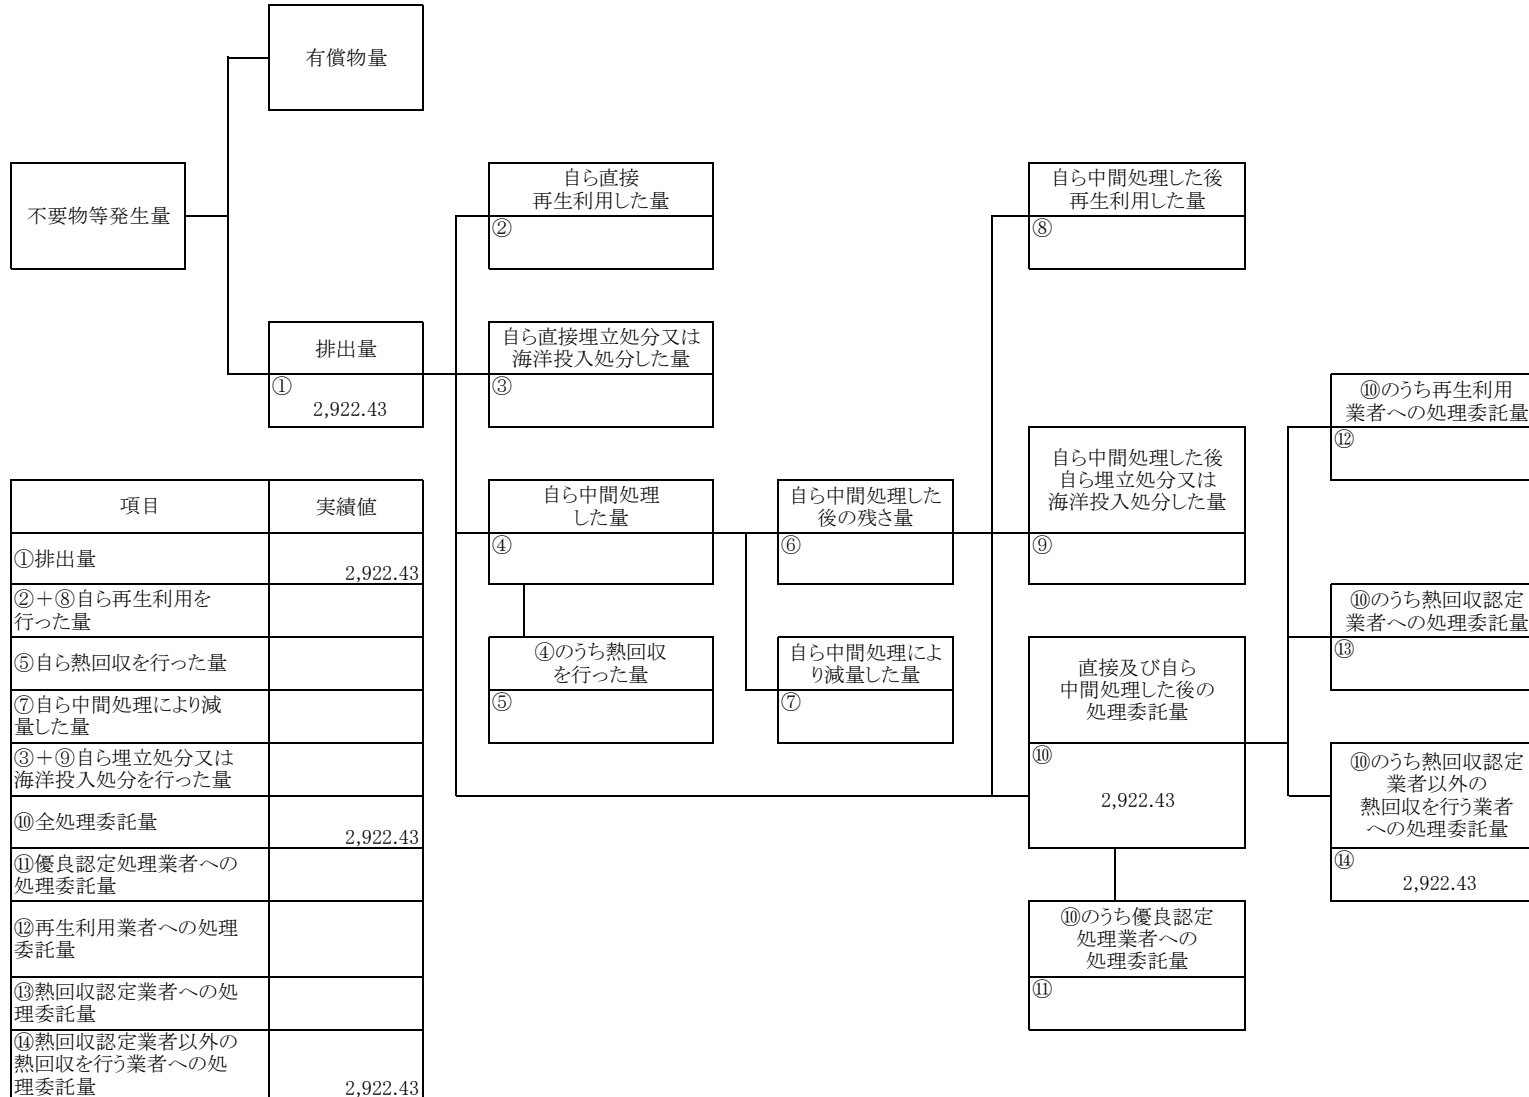 有償物量
不要物等発生量
自ら直接
再生利用した量
②
自ら中間処理した後
再生利用した量
⑧
排出量
①
2,922.43
自ら直接埋立処分又は
海洋投入処分した量
③
⑩のうち再生利用
業者への処理委託量
⑫
自ら中間処理した後
自ら埋立処分又は
海洋投入処分した量
⑨
自ら中間処理
した量
④
自ら中間処理した
後の残さ量
⑥
④のうち熱回収
を行った量
⑤
自ら中間処理によ
り減量した量
⑦
直接及び自ら
中間処理した後の
処理委託量
⑩
2,922.43
⑩のうち熱回収認定
業者への処理委託量
⑬
⑩のうち熱回収認定
業者以外の
熱回収を行う業者
への処理委託量
⑭
2,922.43
⑩のうち優良認定
処理業者への
処理委託量
⑪
項目 実績値
①排出量 2,922.43
②＋⑧自ら再生利用を
行った量
⑤自ら熱回収を行った量
⑦自ら中間処理により減
量した量
③＋⑨自ら埋立処分又は
海洋投入処分を行った量
⑩全処理委託量 2,922.43
⑪優良認定処理業者への
処理委託量
⑫再生利用業者への処理
委託量
⑬熱回収認定業者への処
理委託量
⑭熱回収認定業者以外の
熱回収を行う業者への処
理委託量 2,922.43